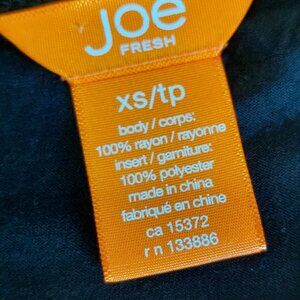 Joe
FRESH
xs/tp
body / corps:
100% rayon / rayonne
insert / garniture:
100% polyester
made in china
fabriqué en chine
ca 15372
r n 133886